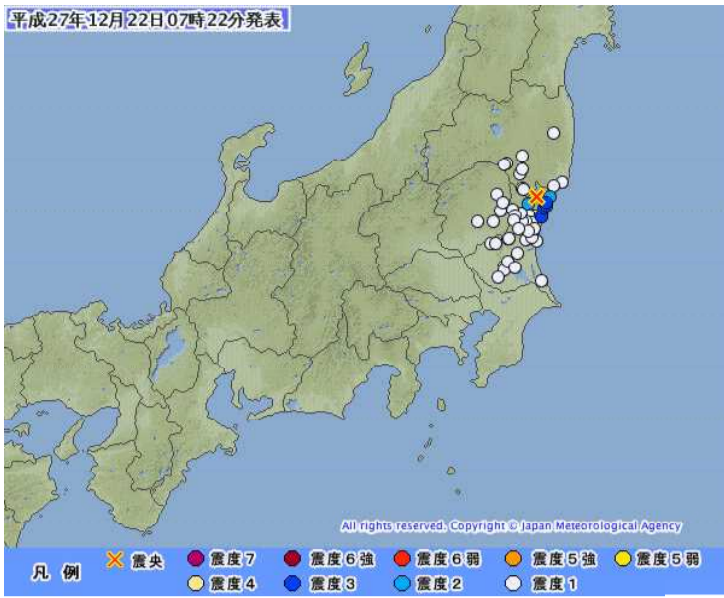 平成27年12月22日07時22分発表
All rights reserved. Copyright © Japan Meteorological Agency
凡例 震央 震度7 震度6強 震度6弱 震度5強 震度5弱
震度4 震度3 震度2 震度1